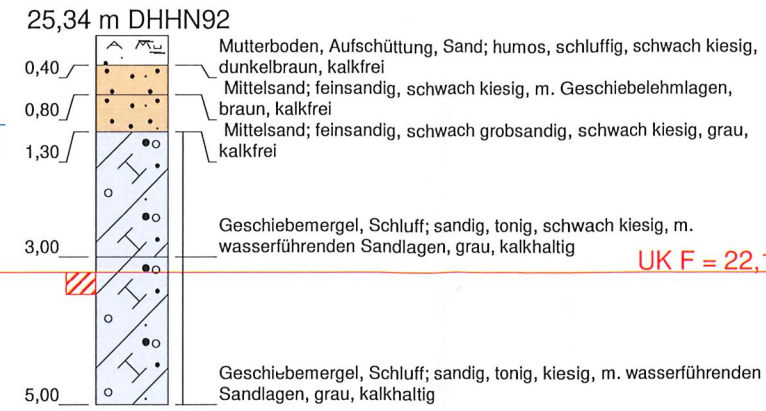 25,34 m DHHN92
A Mu
Mutterboden, Aufschüttung, Sand; humos, schluffig, schwach kiesig,
0,40 dunkelbraun, kalkfrei
Mittelsand; feinsandig, schwach kiesig, m. Geschiebelehmlagen,
0,80 braun, kalkfrei
Mittelsand; feinsandig, schwach grobsandig, schwach kiesig, grau,
1,30 kalkfrei
Geschiebemergel, Schluff; sandig, tonig, schwach kiesig, m.
3,00 wasserführenden Sandlagen, grau, kalkhaltig
UK F = 22,
Geschiebemergel, Schluff; sandig, tonig, kiesig, m. wasserführenden
5,00 Sandlagen, grau, kalkhaltig